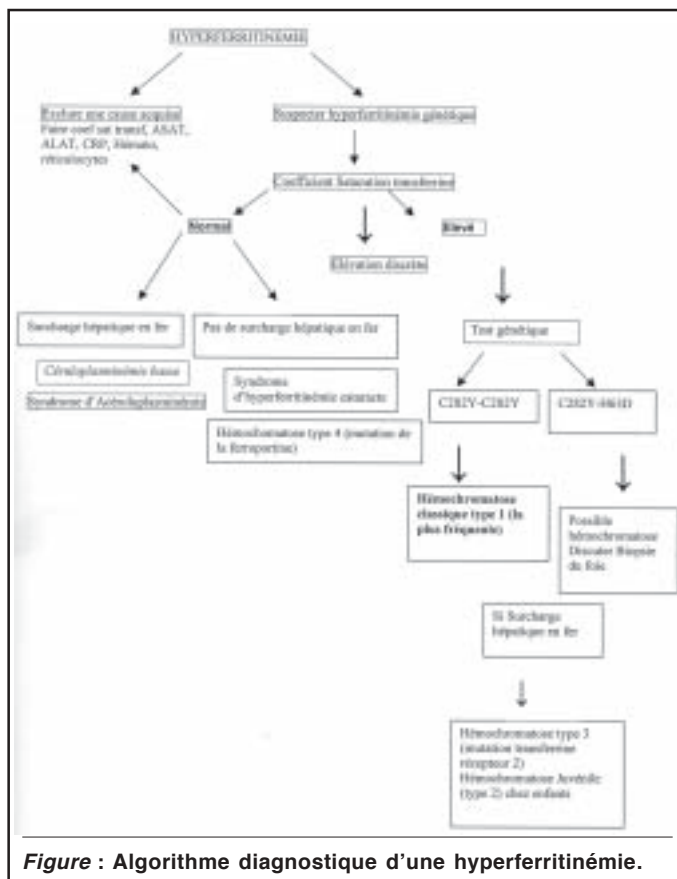 HYPERFERRITINEMIE
Exclure une cause acquise
Faire coef sat transf, ASAT,
ALAT, CRP, Hémato,
réticulocytes
Suspecter hyperferritinémie génétique
Coefficient Saturation transferrine
Normal
Elevé
Elévation discrète
Surcharge hépatique en fer
Pas de surcharge hépatique en fer
Test génétique
Céruloplasminémie basse
Syndrome d'Acéruloplasminémie
Syndrome
d'hyperferritinémie cataracte
C282Y-C282Y
C282Y-H63D
Hémochromatose type 4 (mutation de
la ferroportine)
Hémochromatose
classique type 1 (la
plus fréquente)
Possible
hémochromatose
Discuter Biopsie
du foie
Si Surcharge
hépatique en fer
Hémochromatose type 3
(mutation transferrine
récepteur 2)
Hémochromatose Juvénile
(type 2) chez enfants
Figure : Algorithme diagnostique d'une hyperferritinémie.